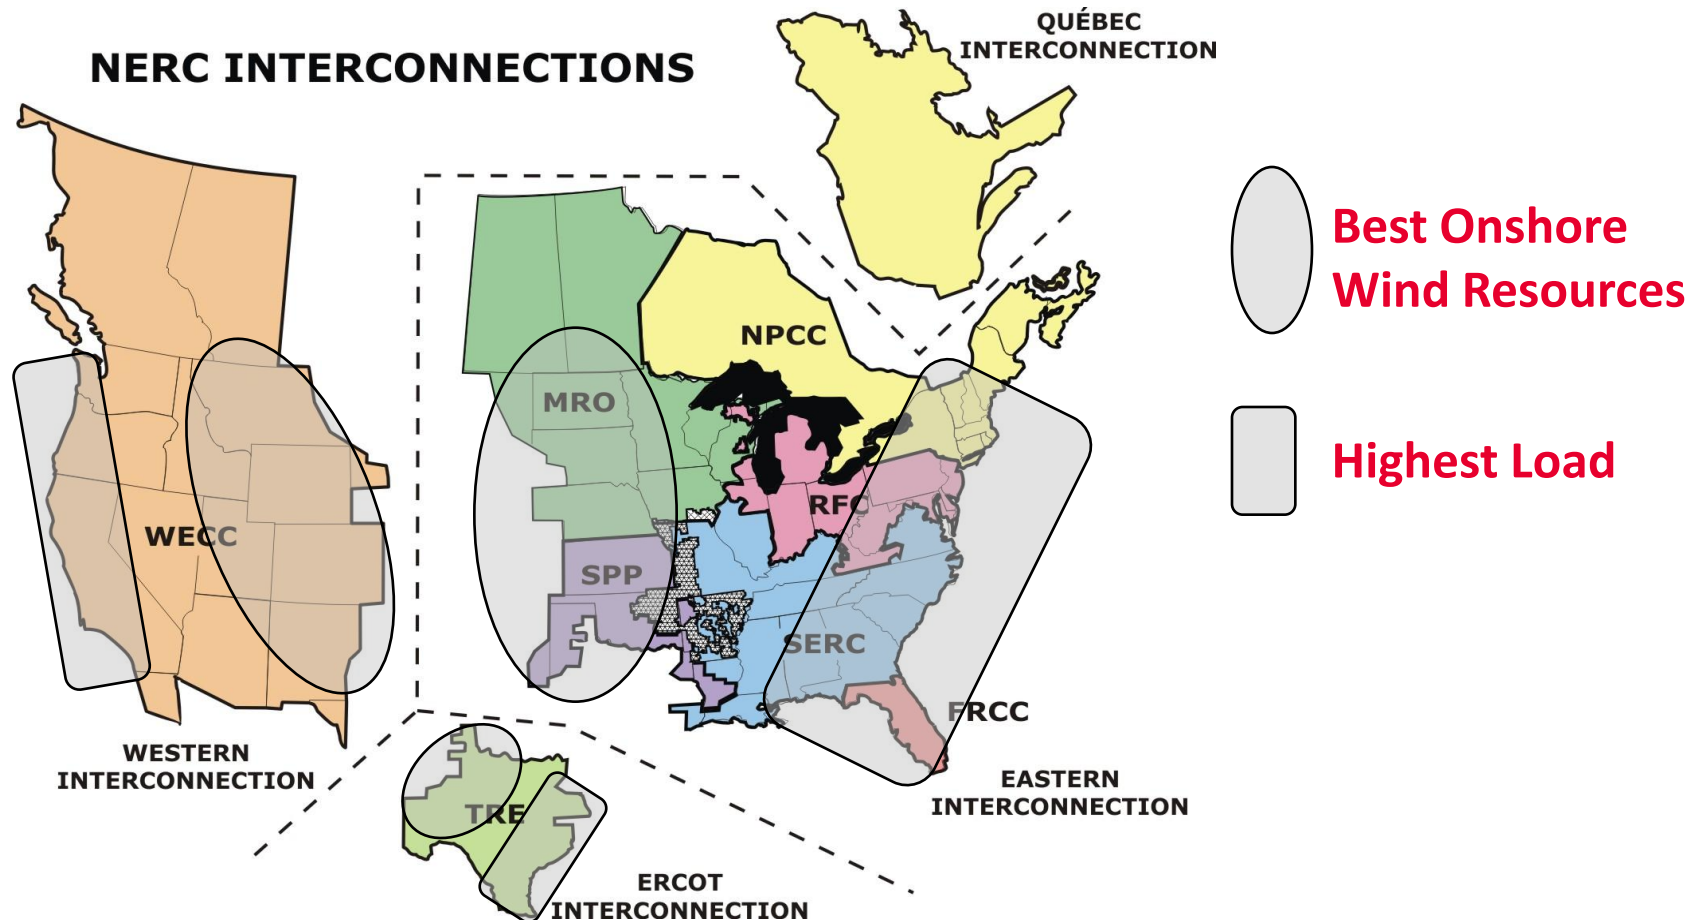 NERC INTERCONNECTIONS
QUÉBEC
INTERCONNECTION
Best Onshore
Wind Resources
Highest Load
NPCC
MRO
RFC
WECC
SPP
SERC
FRCC
WESTERN
INTERCONNECTION
EASTERN
INTERCONNECTION
TRE
ERCOT
INTERCONNECTION